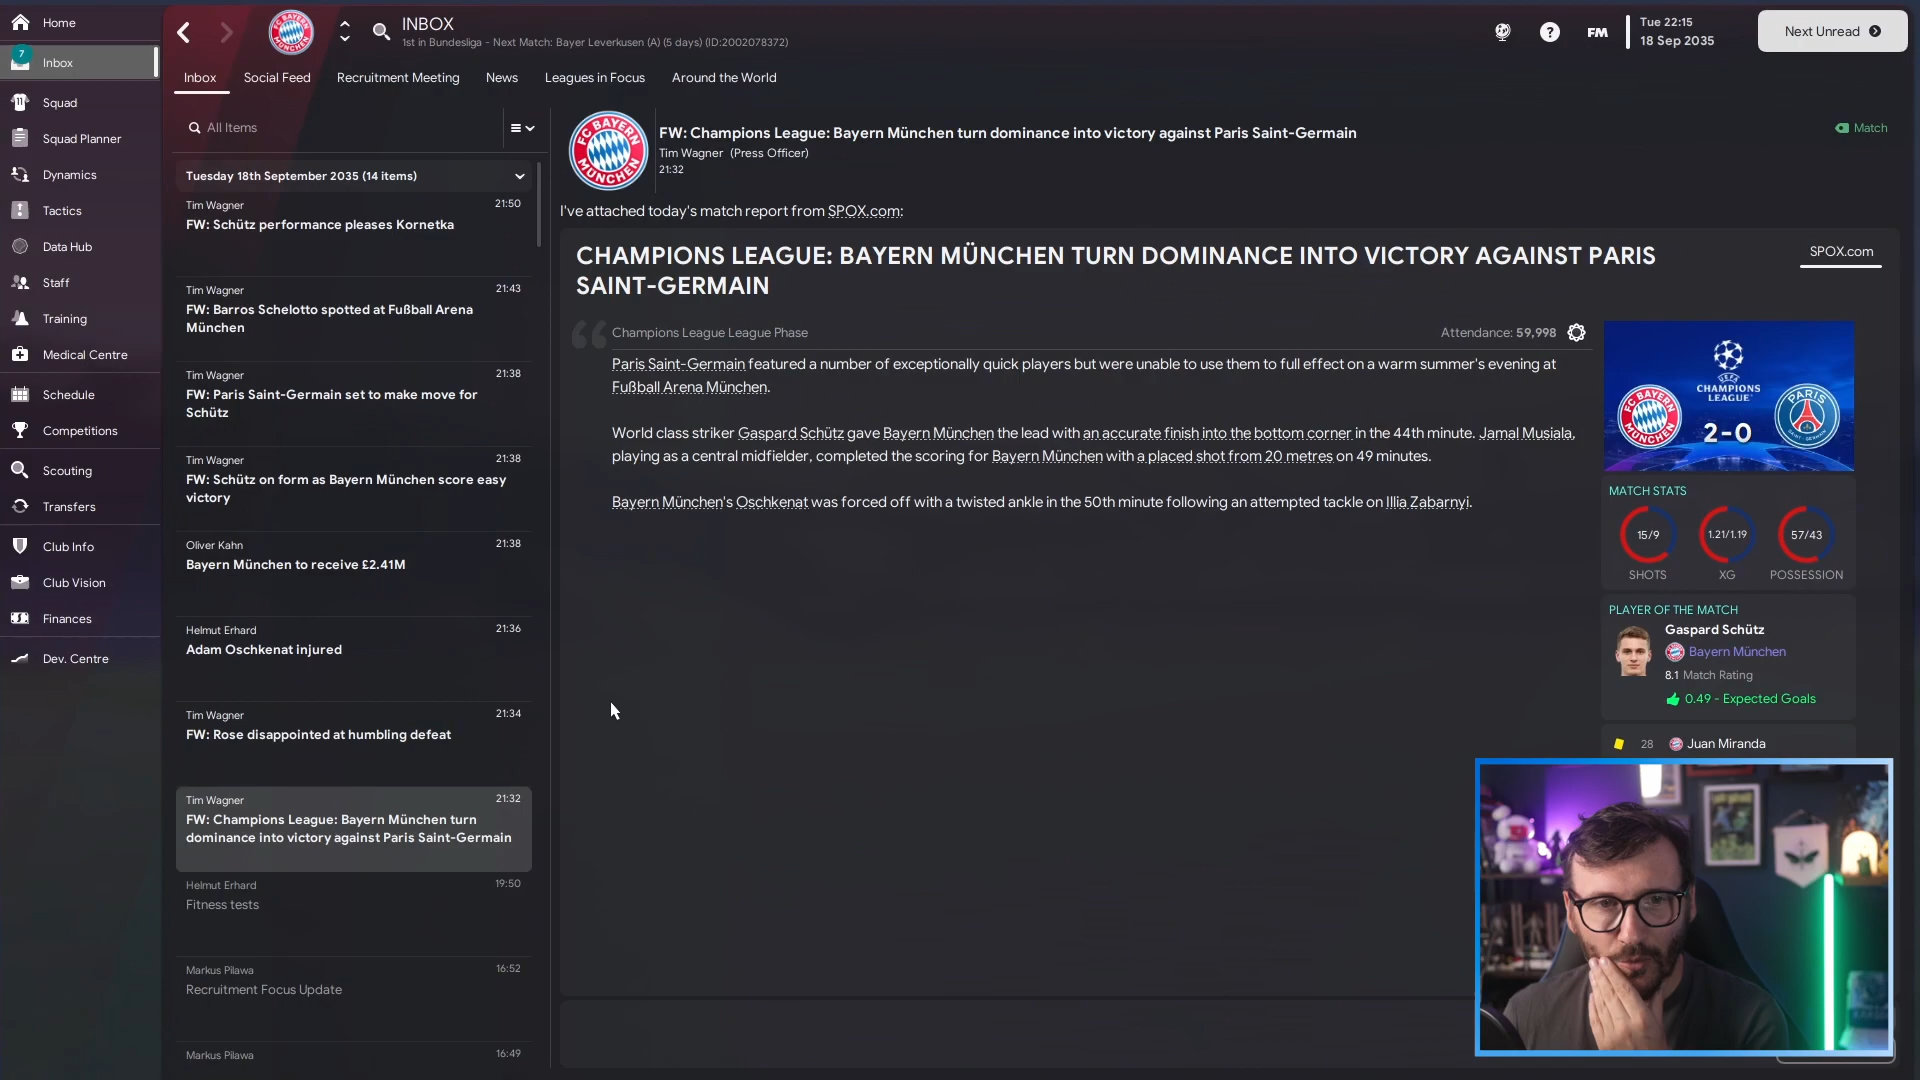 Home
7
Inbox
11
Squad
Squad Planner
Dynamics
Tactics
Data Hub
Staff
Training
Medical Centre
Schedule
Competitions
Scouting
Transfers
Club Info
Club Vision
Finances
Dev. Centre
FC BAYERN MÜNCHEN
INBOX
1st in Bundesliga - Next Match: Bayer Leverkusen (A) (5 days) (ID:2002078372)
?
FM
Tue 22:15
18 Sep 2035
Next Unread
Inbox
Social Feed
Recruitment Meeting
News
Leagues in Focus
Around the World
All Items
Tuesday 18th September 2035 (14 items)
Tim Wagner 21:50
FW: Schütz performance pleases Kornetka
Tim Wagner 21:43
FW: Barros Schelotto spotted at Fußball Arena
München
Tim Wagner 21:38
FW: Paris Saint-Germain set to make move for
Schütz
Tim Wagner 21:38
FW: Schütz on form as Bayern München score easy
victory
Oliver Kahn 21:38
Bayern München to receive £2.41M
Helmut Erhard 21:36
Adam Oschkenat injured
Tim Wagner 21:34
FW: Rose disappointed at humbling defeat
Tim Wagner 21:32
FW: Champions League: Bayern München turn
dominance into victory against Paris Saint-Germain
Helmut Erhard 19:50
Fitness tests
Markus Pilawa 16:52
Recruitment Focus Update
Markus Pilawa 16:49
FC BAYERN MÜNCHEN
FW: Champions League: Bayern München turn dominance into victory against Paris Saint-Germain
Tim Wagner (Press Officer)
21:32
Match
I've attached today's match report from SPOX.com:
CHAMPIONS LEAGUE: BAYERN MÜNCHEN TURN DOMINANCE INTO VICTORY AGAINST PARIS
SAINT-GERMAIN
SPOX.com
Champions League League Phase
Attendance: 59,998
Paris Saint-Germain featured a number of exceptionally quick players but were unable to use them to full effect on a warm summer's evening at
Fußball Arena München.
World class striker Gaspard Schütz gave Bayern München the lead with an accurate finish into the bottom corner in the 44th minute. Jamal Musiala,
playing as a central midfielder, completed the scoring for Bayern München with a placed shot from 20 metres on 49 minutes.
Bayern München's Oschkenat was forced off with a twisted ankle in the 50th minute following an attempted tackle on Illia Zabarnyi.
UEFA
CHAMPIONS
LEAGUE
FC BAYERN MÜNCHEN
2-0
PARIS
SAINT-GERMAIN
MATCH STATS
15/9
1.21/1.19
57/43
SHOTS
XG
POSSESSION
PLAYER OF THE MATCH
Gaspard Schütz
Bayern München
8.1 Match Rating
0.49 - Expected Goals
28 Juan Miranda